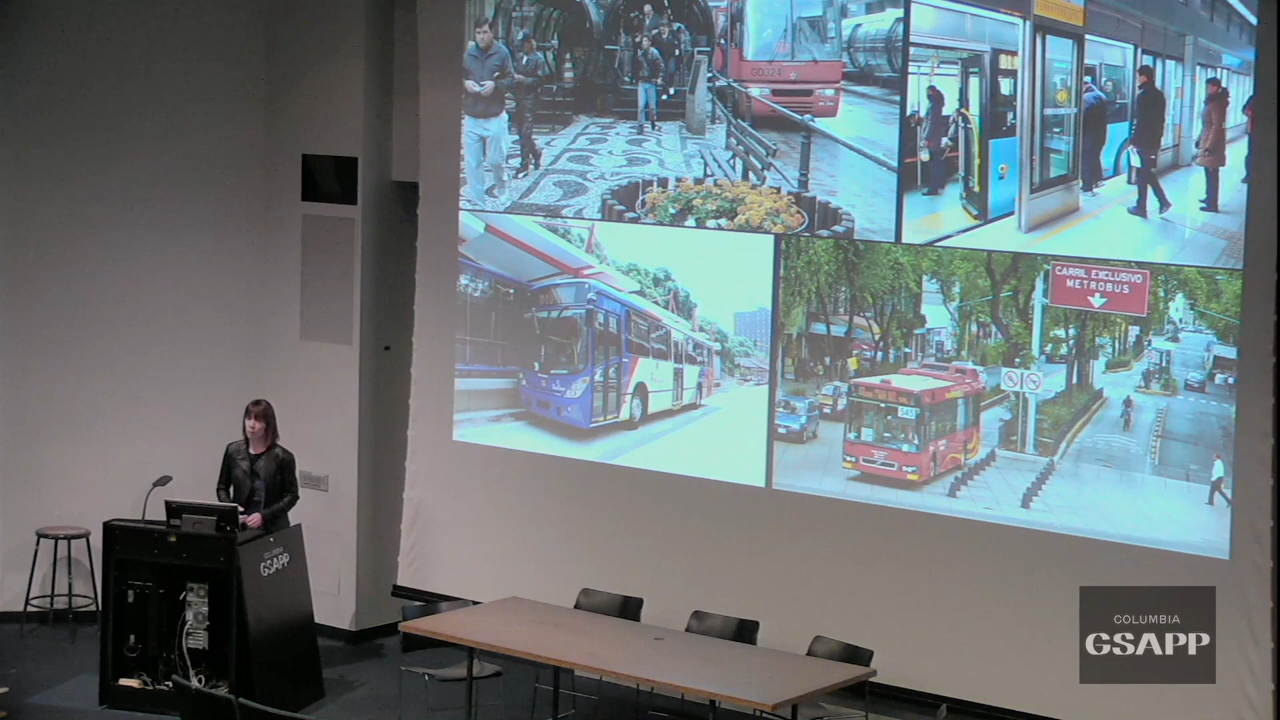 GD324
CARRIL EXCLUSIVO
METROBUS
COLUMBIA
GSAPP
COLUMBIA
GSAPP